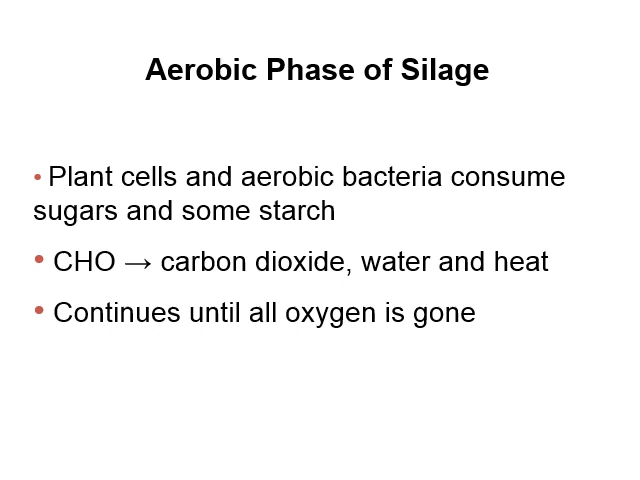 Aerobic Phase of Silage
• Plant cells and aerobic bacteria consume
sugars and some starch
• CHO → carbon dioxide, water and heat
• Continues until all oxygen is gone